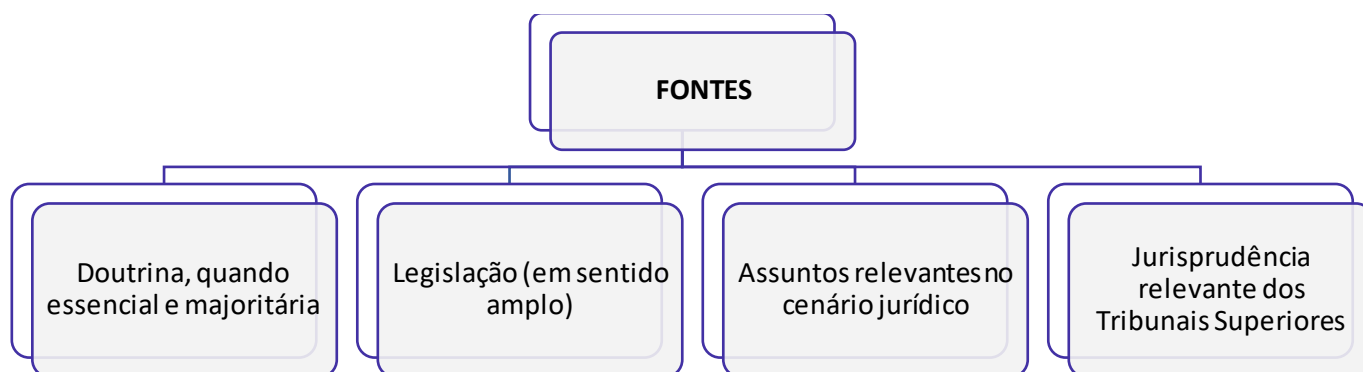 FONTES
Doutrina, quando
essencial e majoritária
Legislação (em sentido
amplo)
Assuntos relevantes no
cenário jurídico
Jurisprudência
relevante dos
Tribunais Superiores